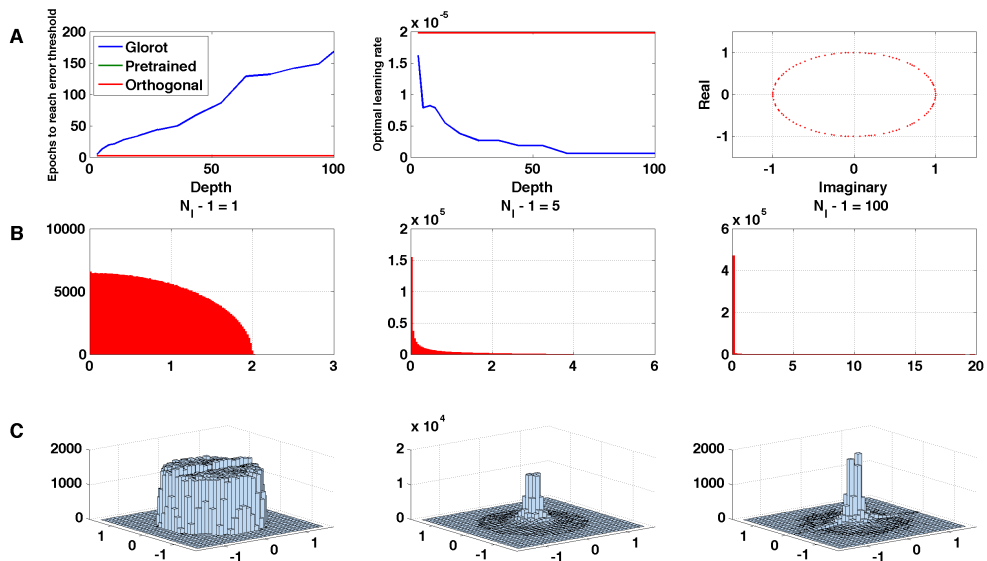 A
Epochs to reach error threshold
200
150
100
50
0
Glorot
Pretrained
Orthogonal
0 50 100
Depth
x 10^-5
Optimal learning rate
2
1.5
1
0.5
0
0 50 100
Depth
Real
1
0
-1
-1 0 1
Imaginary
B
N_l - 1 = 1
10000
5000
0
0 1 2 3
N_l - 1 = 5
x 10^5
2
1.5
1
0.5
0
0 2 4 6
N_l - 1 = 100
x 10^5
6
4
2
0
0 5 10 15 20
C
2000
1000
0
1 0 -1
-1 0 1
x 10^4
2
1
0
1 0 -1
-1 0 1
2000
1000
0
1 0 -1
-1 0 1